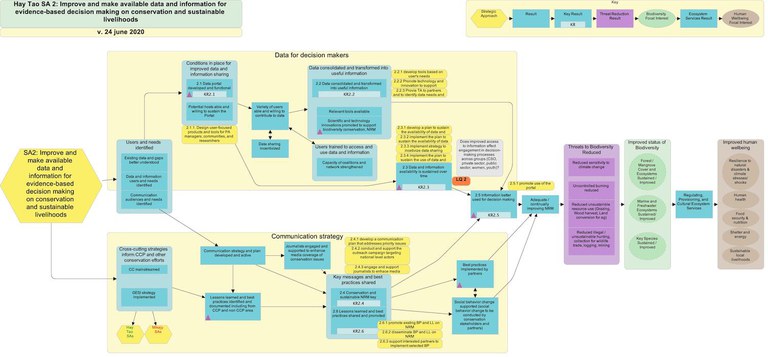 Hay Tao SA 2: Improve and make available data and information for
evidence-based decision making on conservation and sustainable
livelihoods
v. 24 june 2020
Key
Strategic
Approach
Result
Key Result
KR
Threat Reduction
Result
Biodiversity
Focal Interest
Ecosystem
Services Result
Human
Wellbeing
Focal Interest
SA2: Improve and
make available
data and
information for
evidence-based
decision making
on conservation
and sustainable
livelihoods
Data for decision makers
Users and needs
identified
Existing data and gaps
better understood
Data and information
users and needs
identified
Communication
audiences and needs
identified
Conditions in place for
improved data and
information sharing
2.1 Data portal
developed and functional
KR2.1
Potential hosts able and
willing to sustain the
Portal
2.1.1. Design user-focused
products and tools for PA
managers, communities, and
researchers
Variety of users
able and willing to
contribute to data
Data sharing
incentivized
Data consolidated and transformed into
useful information
2.2 Data consolidated and transformed into
useful information
KR2.2
Relevant tools available
Scientific and technology
innovations promoted to support
biodiversity conservation, NRM
2.2.1 develop tools based on
user's needs
2.2.2 Provide technology and
innovation to support
2.2.3 Provide TA to partners
and to identify data needs and
Users trained to access and
use data and information
Capacity of coalitions and
network strengthened
2.3.1 develop a plan to sustain
the availability of data and
2.3.2 implement the plan to
sustain the availability of data
2.3.3 implement strategy to
incentivize data sharing
2.3.4 implement the plan to
sustain the use of data and
2.3 Data and information
availability is sustained over
time
KR2.3
Does improved access
to information affect
engagement in decision-
making processes
across groups (CSO,
private sector, public
sector, women, youth)?
LQ 2
2.5 Information better
used for decision making
KR2.5
2.5.1 promote use of the
portal
Adequate /
continually
improving NRM
Communication strategy
Cross-cutting strategies
inform CCP and other
conservation efforts
CC mainstreamed
GESI strategy
implemented
Hay
Tao
SAs
Mikajy
SAs
Communication strategy and plan
developed and active
Lessons learned and best
practices identified and
documented including from
CCP and non CCP area
Journalists engaged and
supported to enhance
media coverage of
conservation issues
2.4.1 develop a communication
plan that addresses priority issues
2.4.2 conduct and support the
outreach campaign targeting
national level actors
2.4.3 engage and support
journalists to enhance media
Key messages and best
practices shared
2.4 Conservation and
sustainable NRM key
KR2.4
2.6 Lessons learned and best
practices shared and promoted
KR2.6
2.6.1 promote existing BP and LL on
NRM
2.6.2 disseminate BP and LL on NRM
2.6.3 support interested partners to
implement selected BP
Best practices
implemented by
partners
Social behavior change
supported (social
behavior change to be
conducted by
conservation
stakeholders and
partners)
Threats to Biodiversity
Reduced
Reduced sensitivity to
climate change
Uncontrolled burning
reduced
Reduced unsustainable
resource use (Grazing,
Wood harvest, Land
conversion for ag)
Reduced illegal /
unsustainable hunting,
collection for wildlife
trade, logging, mining
Improved status of
Biodiversity
Forest /
Mangrove
Cover and
Ecosystems
Sustained /
Improved
Marine and
Freshwater
Ecosystems
Sustained /
Improved
Key Species
Sustained /
Improved
Regulating,
Provisioning, and
Cultural Ecosystem
Services
Improved human
wellbeing
Resilience to
natural
disasters &
climate
stresses/ shocks
Human
health
Food
security &
nutrition
Shelter and
energy
Sustainable
local
livelihoods